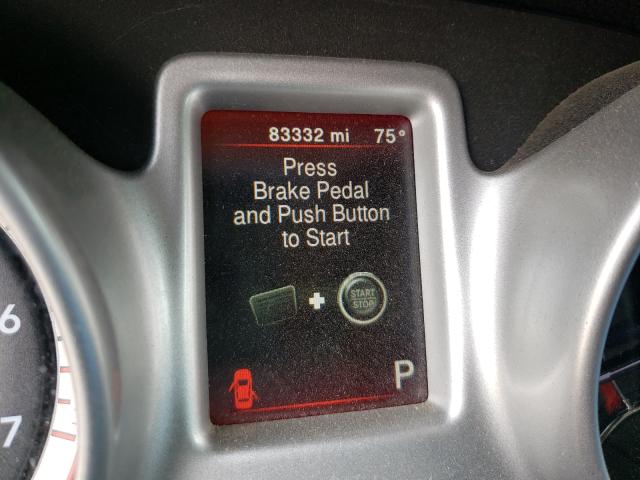 83332 mi 75°
Press
Brake Pedal
and Push Button
to Start
START
STOP
P
6
7